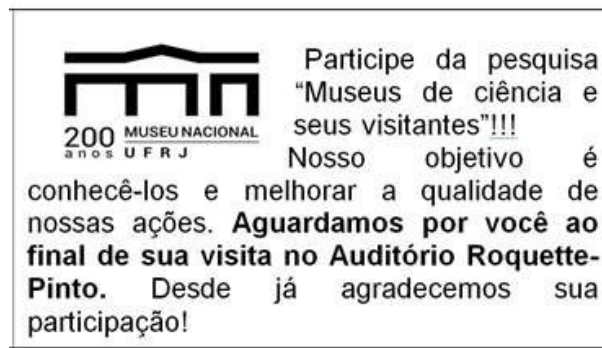 200 MUSEU NACIONAL
anos UFRJ
Participe da pesquisa
“Museus de ciência e
seus visitantes”!!!
Nosso objetivo é
conhecê-los e melhorar a qualidade de
nossas ações. Aguardamos por você ao
final de sua visita no Auditório Roquette-
Pinto. Desde já agradecemos sua
participação!